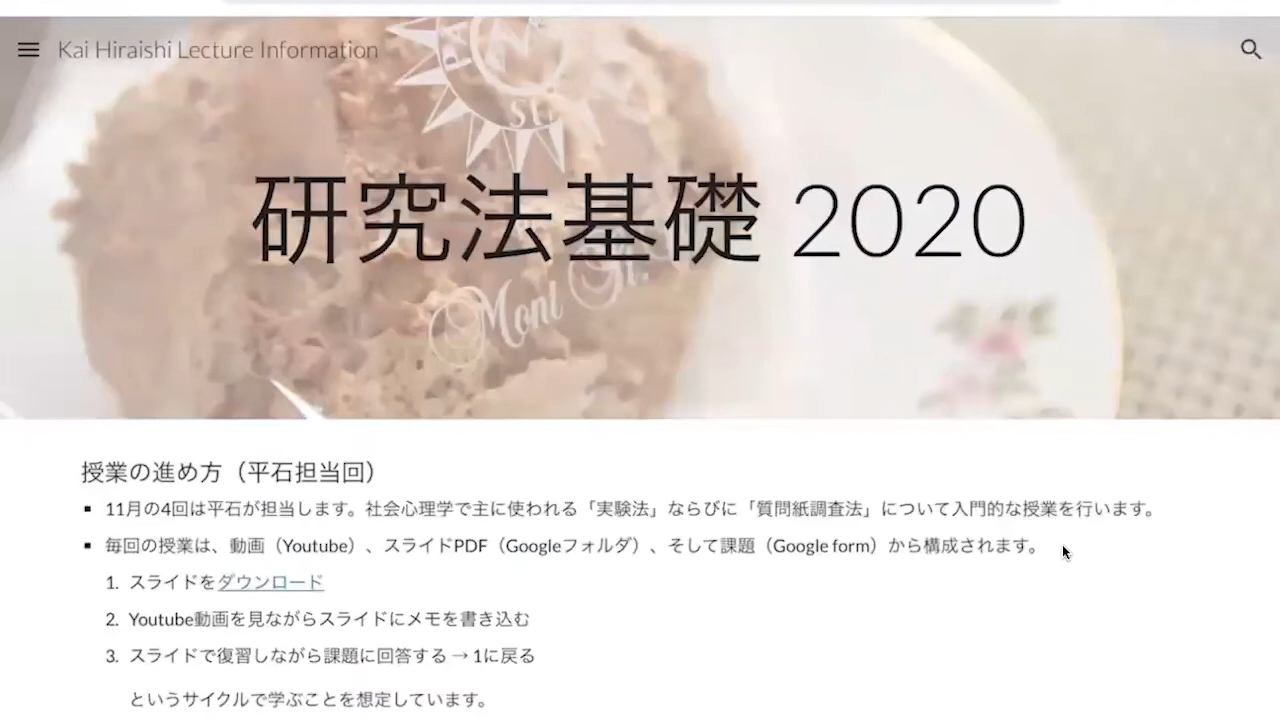 Kai Hiraishi Lecture Information
研究法基礎 2020
Mont St.
授業の進め方（平石担当回）
▪ 11月の4回は平石が担当します。社会心理学で主に使われる「実験法」ならびに「質問紙調査法」について入門的な授業を行います。
▪ 毎回の授業は、動画（Youtube）、スライドPDF（Googleフォルダ）、そして課題（Google form）から構成されます。
1. スライドをダウンロード
2. Youtube動画を見ながらスライドにメモを書き込む
3. スライドで復習しながら課題に回答する → 1に戻る
というサイクルで学ぶことを想定しています。